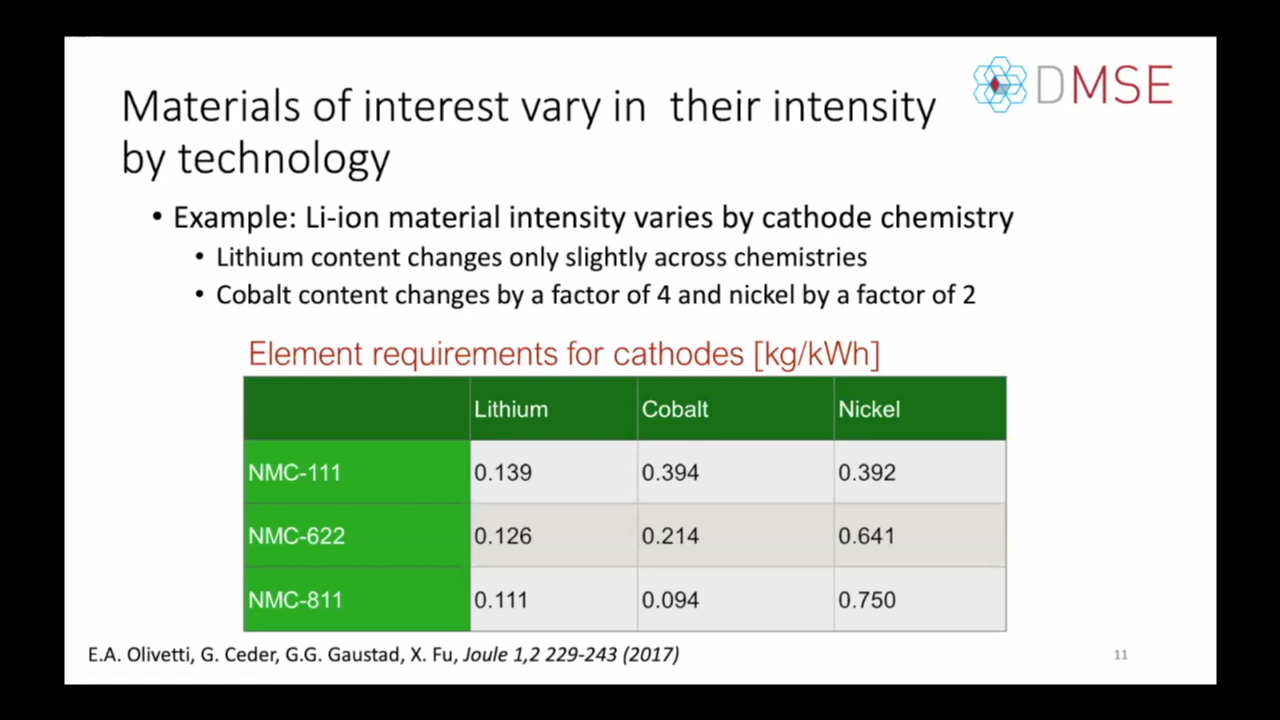 DMSE
Materials of interest vary in their intensity
by technology
• Example: Li-ion material intensity varies by cathode chemistry
• Lithium content changes only slightly across chemistries
• Cobalt content changes by a factor of 4 and nickel by a factor of 2
Element requirements for cathodes [kg/kWh]
Lithium Cobalt Nickel
NMC-111 0.139 0.394 0.392
NMC-622 0.126 0.214 0.641
NMC-811 0.111 0.094 0.750
E.A. Olivetti, G. Ceder, G.G. Gaustad, X. Fu, Joule 1,2 229-243 (2017)
11